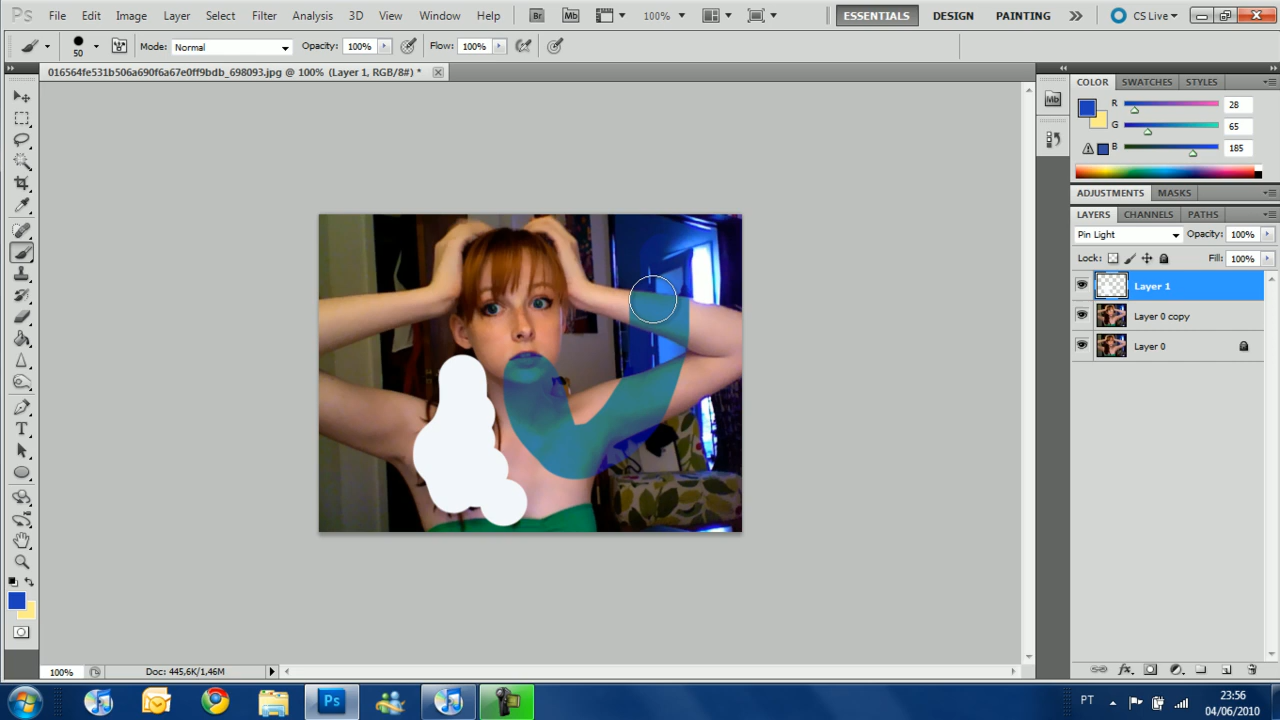 Ps File Edit Image Layer Select Filter Analysis 3D View Window Help Br Mb 100% ESSENTIALS DESIGN PAINTING CS Live
50 Mode: Normal Opacity: 100% Flow: 100%
016564fe531b506a690f6a67e0ff9bdb_698093.jpg @ 100% (Layer 1, RGB/8#) *
COLOR SWATCHES STYLES
Mb
R 28
G 65
B 185
ADJUSTMENTS MASKS
LAYERS CHANNELS PATHS
Pin Light Opacity: 100%
Lock: Fill: 100%
Layer 1
Layer 0 copy
Layer 0
T
100% Doc: 445,6K/1,46M
fx
Ps PT 23:56
04/06/2010